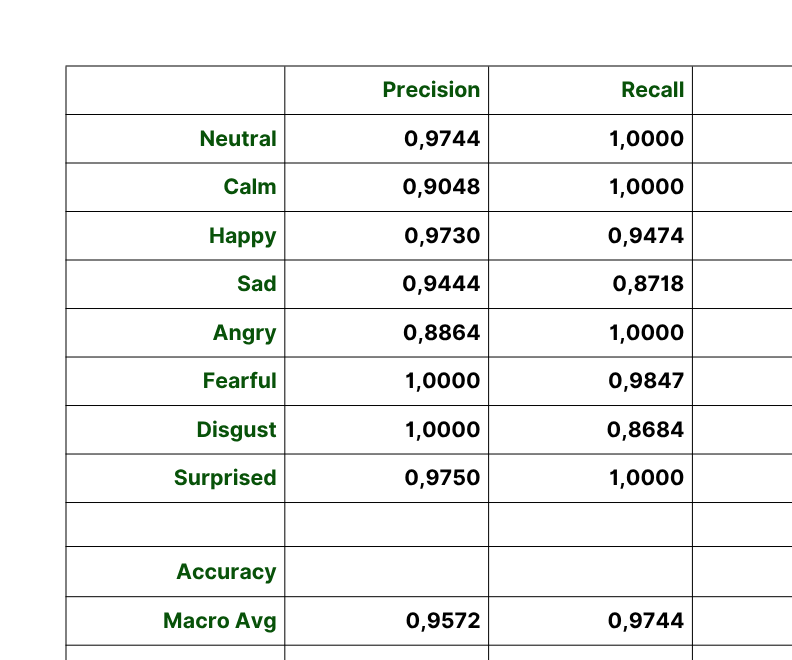 Precision Recall
Neutral 0,9744 1,0000
Calm 0,9048 1,0000
Happy 0,9730 0,9474
Sad 0,9444 0,8718
Angry 0,8864 1,0000
Fearful 1,0000 0,9847
Disgust 1,0000 0,8684
Surprised 0,9750 1,0000
Accuracy
Macro Avg 0,9572 0,9744